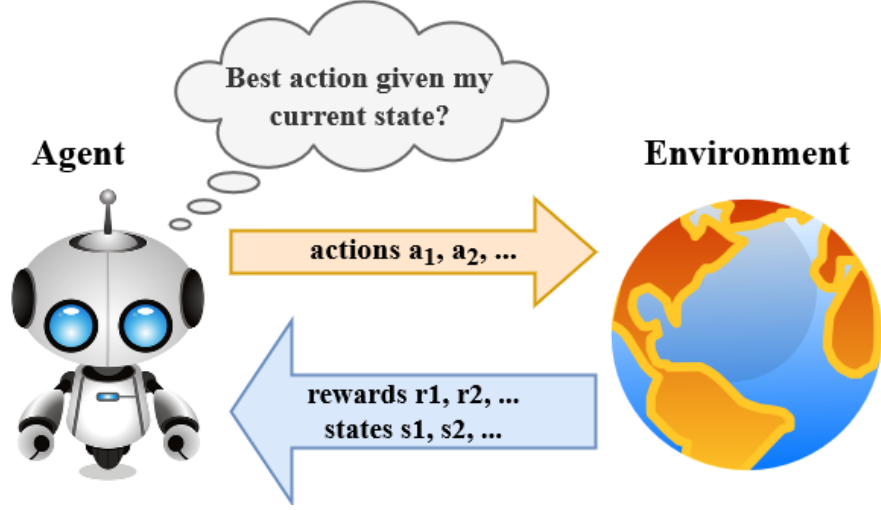 Best action given my
current state?
Agent
Environment
actions a₁, a₂, ...
rewards r1, r2, ...
states s1, s2, ...